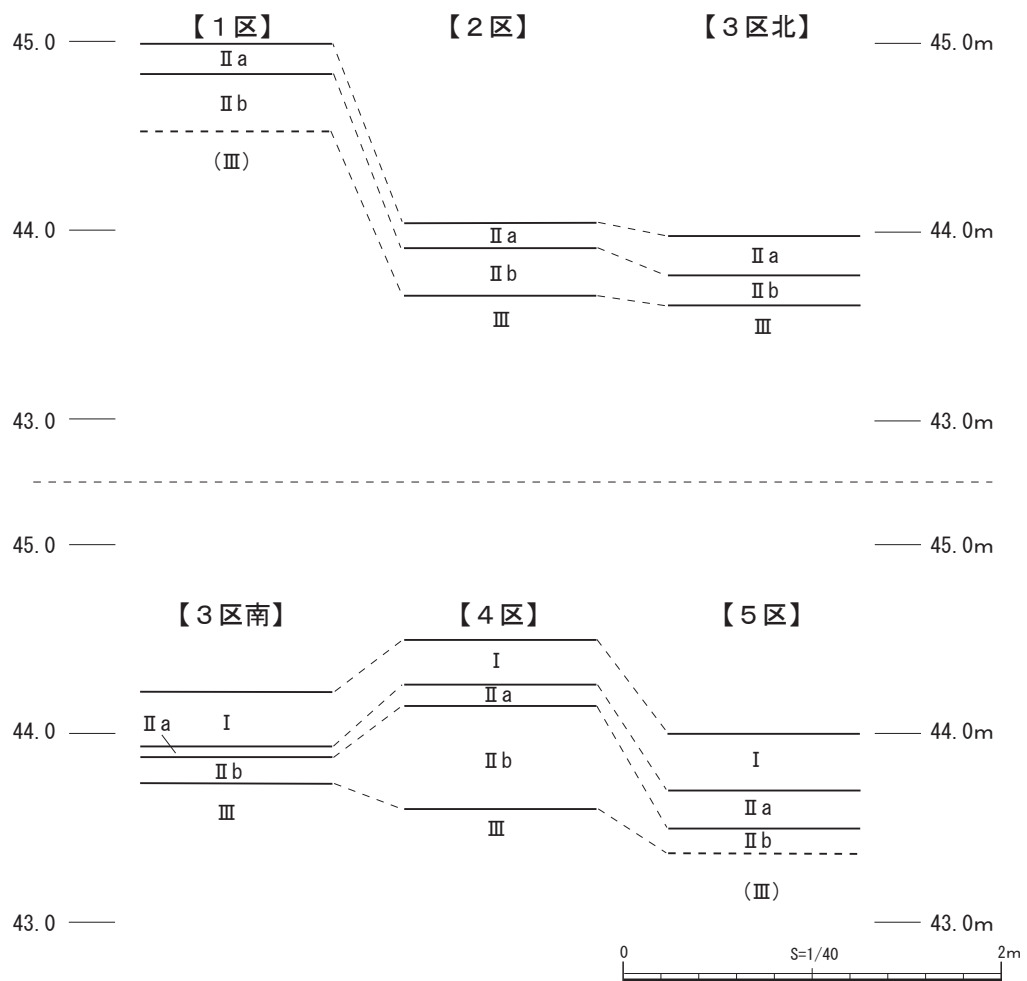 【１区】 【２区】 【３区北】
45.0 45.0m
Ⅱa
Ⅱb
(Ⅲ)
44.0 44.0m
Ⅱa Ⅱa
Ⅱb Ⅱb
Ⅲ Ⅲ
43.0 43.0m
45.0 45.0m
【３区南】 【４区】 【５区】
Ⅰ
Ⅱa
Ⅱa Ⅰ
44.0 44.0m
Ⅱb Ⅱb Ⅰ
Ⅲ Ⅲ Ⅱa
Ⅱb
(Ⅲ)
43.0 43.0m
0 S=1/40 2m